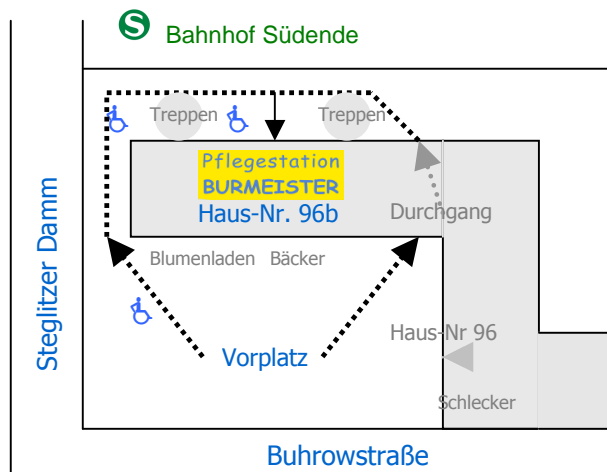 S
Bahnhof Südende
Treppen
Treppen
Pflegestation
BURMEISTER
Haus-Nr. 96b
Durchgang
Blumenladen
Bäcker
Steglitzer Damm
Vorplatz
Haus-Nr 96
Schlecker
Buhrowstraße